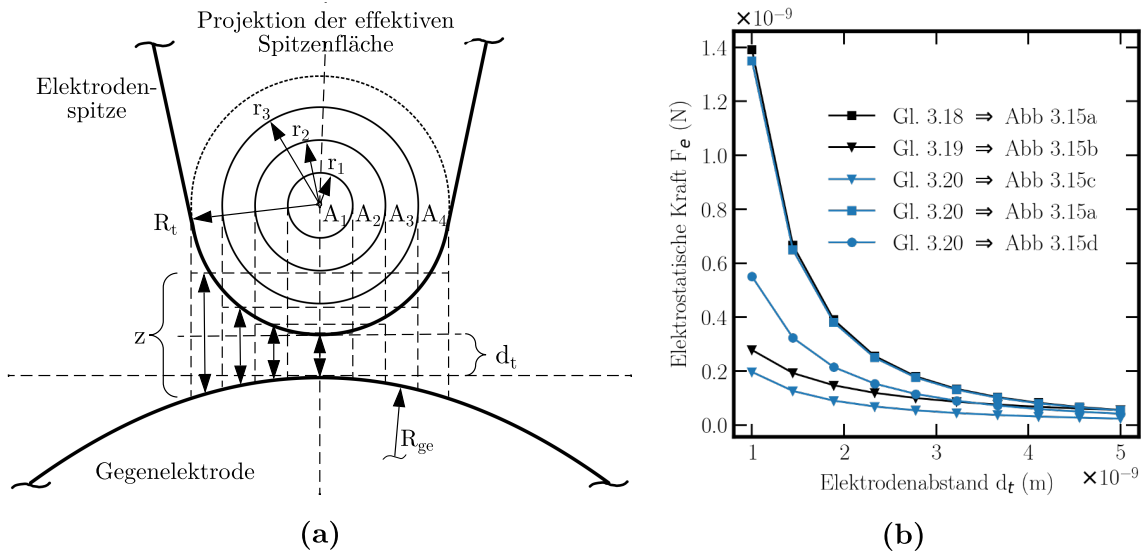 Projektion der effektiven
Spitzenfläche
Elektroden-
spitze
r3
r2
r1
A1 A2 A3 A4
Rt
z
dt
Rge
Gegenelektrode
(a)
×10⁻⁹
Elektrostatische Kraft Fe (N)
1.4
1.2
1.0
0.8
0.6
0.4
0.2
0.0
Gl. 3.18 ⇒ Abb 3.15a
Gl. 3.19 ⇒ Abb 3.15b
Gl. 3.20 ⇒ Abb 3.15c
Gl. 3.20 ⇒ Abb 3.15a
Gl. 3.20 ⇒ Abb 3.15d
1 2 3 4 5
Elektrodenabstand dt (m)
×10⁻⁹
(b)